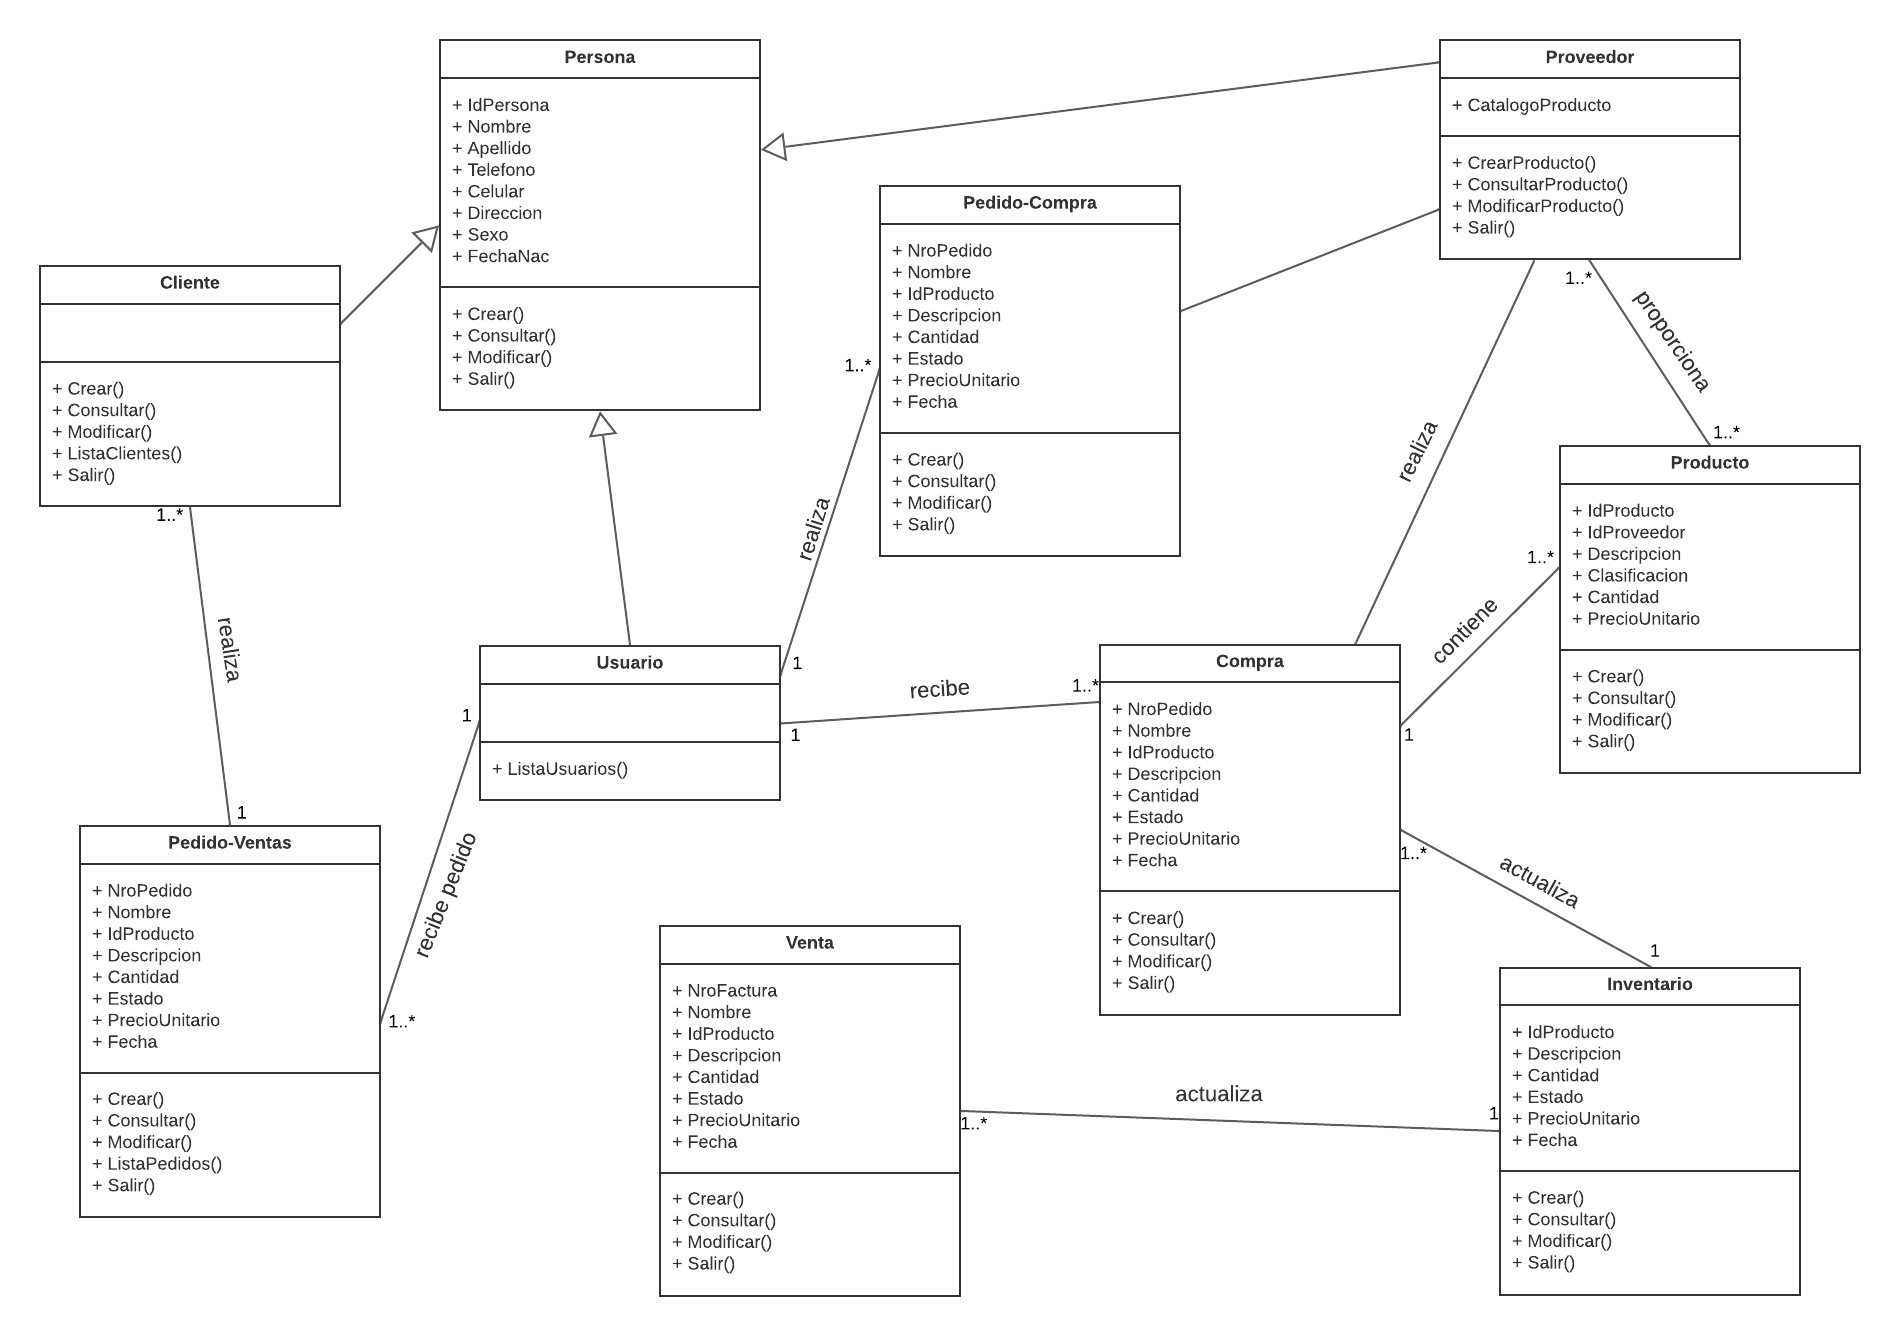 Persona
+ IdPersona
+ Nombre
+ Apellido
+ Telefono
+ Celular
+ Direccion
+ Sexo
+ FechaNac
+ Crear()
+ Consultar()
+ Modificar()
+ Salir()
Proveedor
+ CatalogoProducto
+ CrearProducto()
+ ConsultarProducto()
+ ModificarProducto()
+ Salir()
Pedido-Compra
+ NroPedido
+ Nombre
+ IdProducto
+ Descripcion
+ Cantidad
+ Estado
+ PrecioUnitario
+ Fecha
+ Crear()
+ Consultar()
+ Modificar()
+ Salir()
Cliente
+ Crear()
+ Consultar()
+ Modificar()
+ ListaClientes()
+ Salir()
1..*
realiza
1
1..*
realiza
1
1..*
proporciona
1..*
realiza
Producto
+ IdProducto
+ IdProveedor
+ Descripcion
+ Clasificacion
+ Cantidad
+ PrecioUnitario
+ Crear()
+ Consultar()
+ Modificar()
+ Salir()
1..*
contiene
1
Usuario
+ ListaUsuarios()
1
recibe
1..*
1
recibe pedido
1..*
Compra
+ NroPedido
+ Nombre
+ IdProducto
+ Descripcion
+ Cantidad
+ Estado
+ PrecioUnitario
+ Fecha
+ Crear()
+ Consultar()
+ Modificar()
+ Salir()
1..*
actualiza
1
Pedido-Ventas
+ NroPedido
+ Nombre
+ IdProducto
+ Descripcion
+ Cantidad
+ Estado
+ PrecioUnitario
+ Fecha
+ Crear()
+ Consultar()
+ Modificar()
+ ListaPedidos()
+ Salir()
Venta
+ NroFactura
+ Nombre
+ IdProducto
+ Descripcion
+ Cantidad
+ Estado
+ PrecioUnitario
+ Fecha
+ Crear()
+ Consultar()
+ Modificar()
+ Salir()
1..*
actualiza
1
Inventario
+ IdProducto
+ Descripcion
+ Cantidad
+ Estado
+ PrecioUnitario
+ Fecha
+ Crear()
+ Consultar()
+ Modificar()
+ Salir()